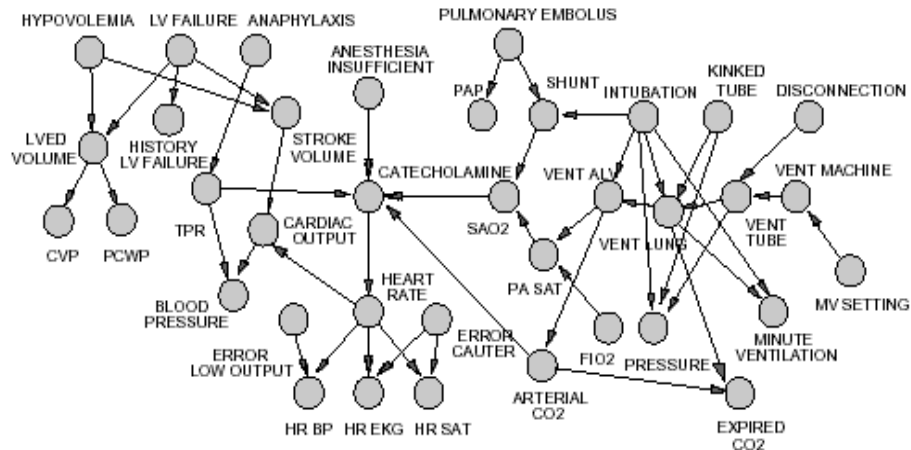 HYPOVOLEMIA
LV FAILURE
ANAPHYLAXIS
PULMONARY EMBOLUS
ANESTHESIA
INSUFFICIENT
PAP
SHUNT
INTUBATION
KINKED
TUBE
DISCONNECTION
LVED
VOLUME
HISTORY
LV FAILURE
STROKE
VOLUME
CATECHOLAMINE
VENT ALV
VENT MACHINE
CVP
PCWP
TPR
CARDIAC
OUTPUT
SAO2
VENT LUNG
VENT
TUBE
BLOOD
PRESSURE
HEART
RATE
PA SAT
MV SETTING
ERROR
LOW OUTPUT
ERROR
CAUTER
FIO2
PRESSURE
MINUTE
VENTILATION
HR BP
HR EKG
HR SAT
ARTERIAL
CO2
EXPIRED
CO2